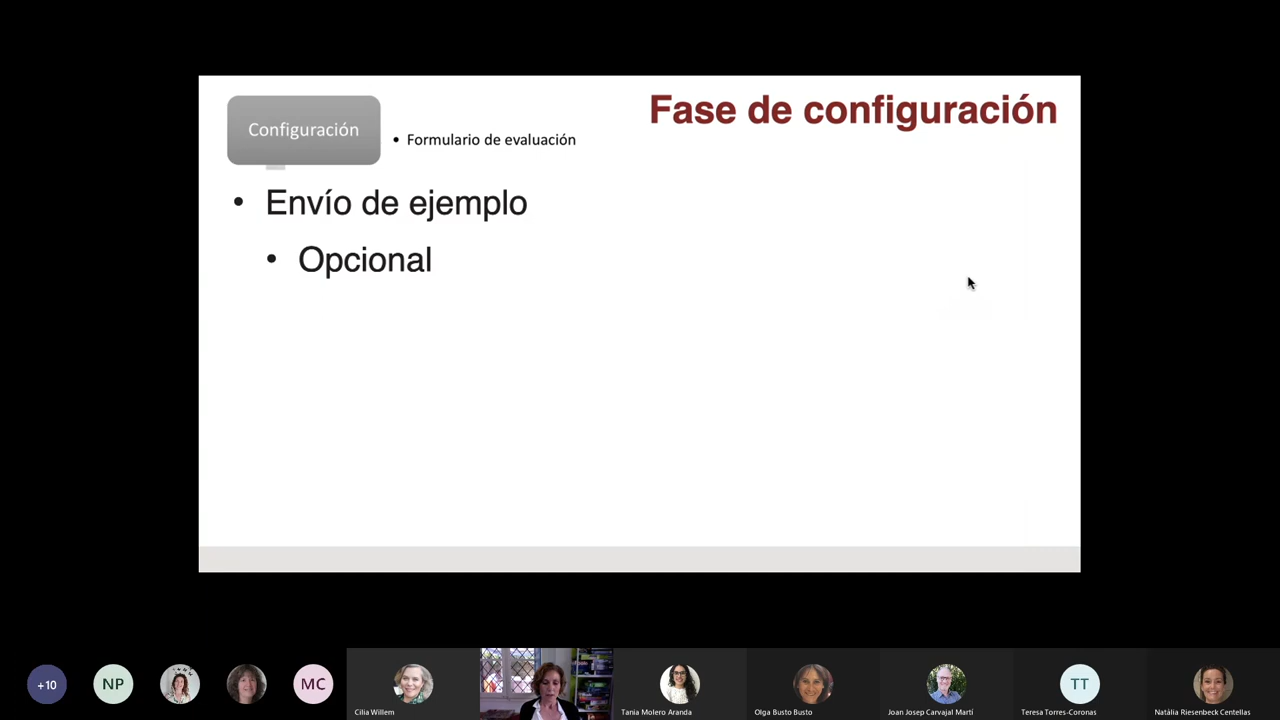 Configuración
• Formulario de evaluación
Fase de configuración
• Envío de ejemplo
• Opcional
+10
NP
MC
TT
Cilia Willem
Tania Molero Aranda
Olga Busto Busto
Joan Josep Carvajal Martí
Teresa Torres-Coronas
Natàlia Riesenbeck Centellas